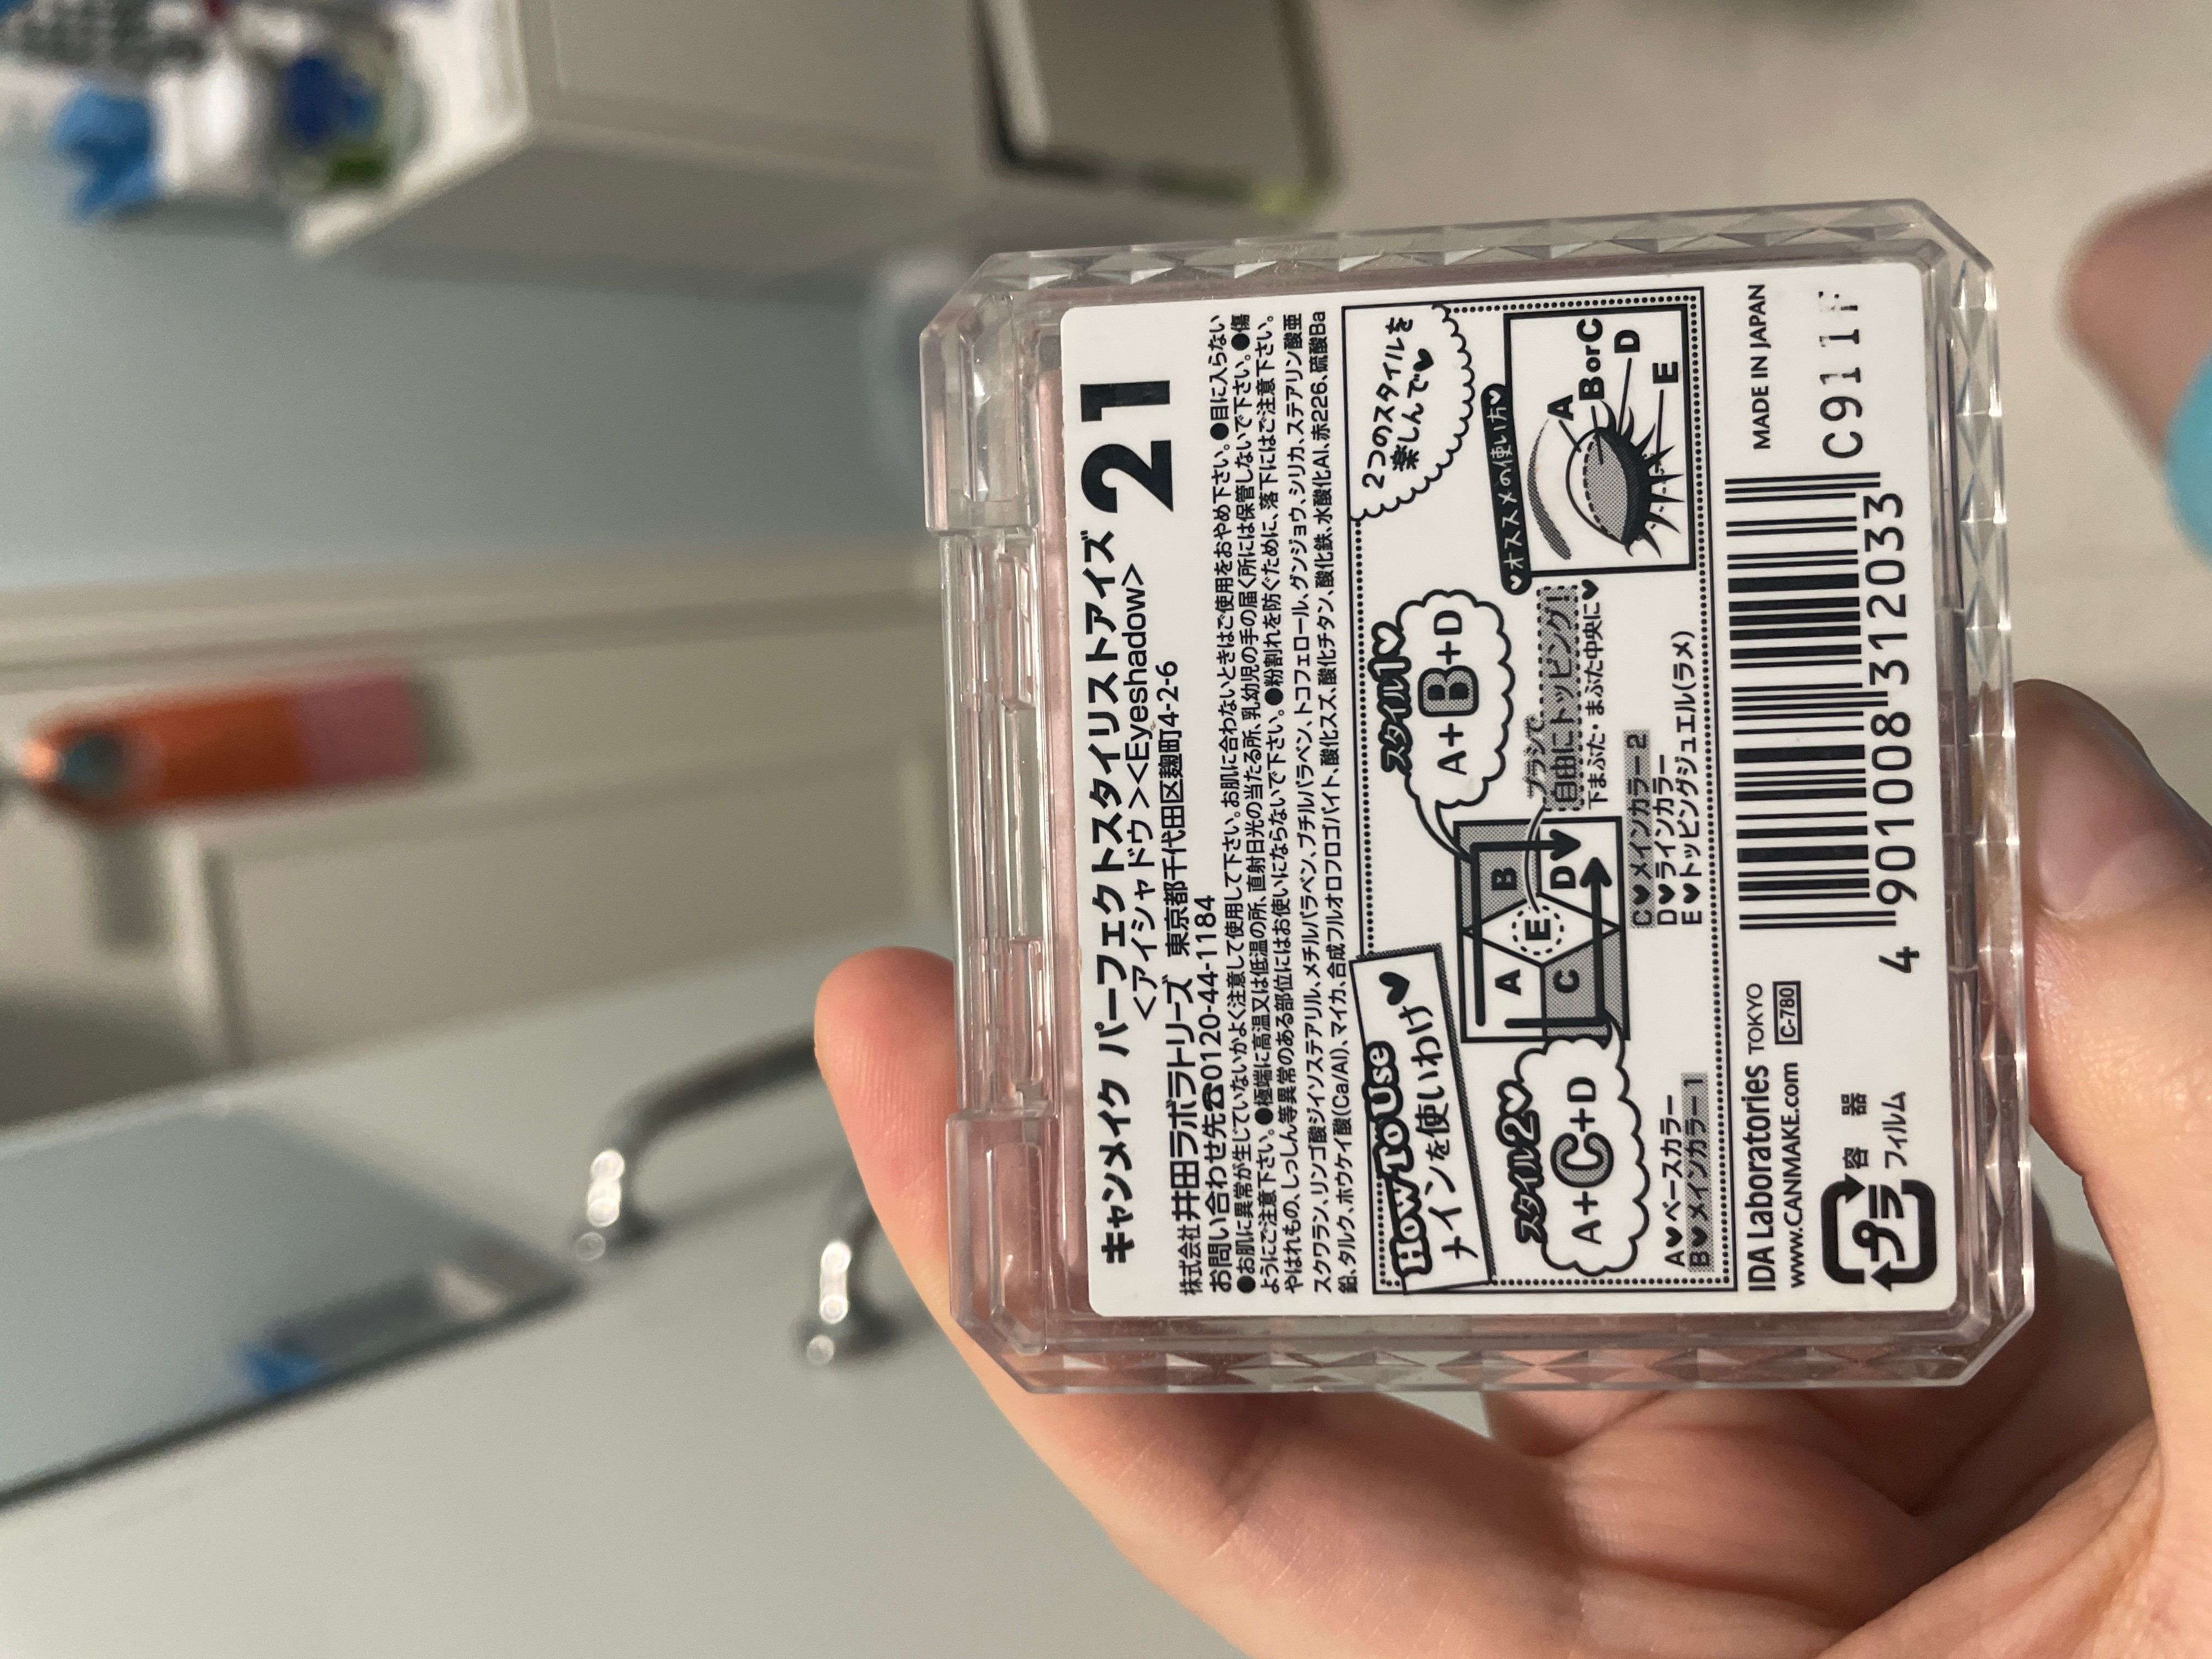 キャンメイク パーフェクトスタイリストアイズ 21
<アイシャドウ><Eyeshadow>
株式会社井田ラボラトリーズ 東京都千代田区麹町4-2-6
お問い合わせ先☎0120-44-1184
●お肌に異常が生じていないかよく注意して使用して下さい。お肌に合わないときはご使用をおやめ下さい。●目に入らない
ようにご注意下さい。●極端に高温又は低温の所、直射日光の当たる所、乳幼児の手の届く所には保管しないで下さい。●傷
やはれもの、しっしん等異常のある部位にはお使いにならないで下さい。●粉割れを防ぐために、落下にはご注意下さい。
スクワラン、リンゴ酸ジイソステアリル、メチルパラベン、ブチルパラベン、トコフェロール、グンジョウ、シリカ、ステアリン酸亜
鉛、タルク、ホウケイ酸(Ca/Al)、マイカ、合成フルオロフロゴパイト、酸化スズ、酸化チタン、酸化鉄、水酸化Al、赤226、硫酸Ba
How To Use
メインを使いわけ♥
スタイル1♡
A+B+D
2つのスタイルを
楽しんで♥
スタイル2♡
A+C+D
A
B
C
D
E
ブラシで
自由にトッピング!
下まぶた・まぶた中央に♥
♥オススメの使い方♥
A
BorC
D
E
A♥ベースカラー
B♥メインカラー1
C♥メインカラー2
D♥ラインカラー
E♥トッピングジュエル(ラメ)
IDA Laboratories TOKYO
www.CANMAKE.com
C-780
MADE IN JAPAN
プラ
容器
フィルム
4 901008 312033
C911F